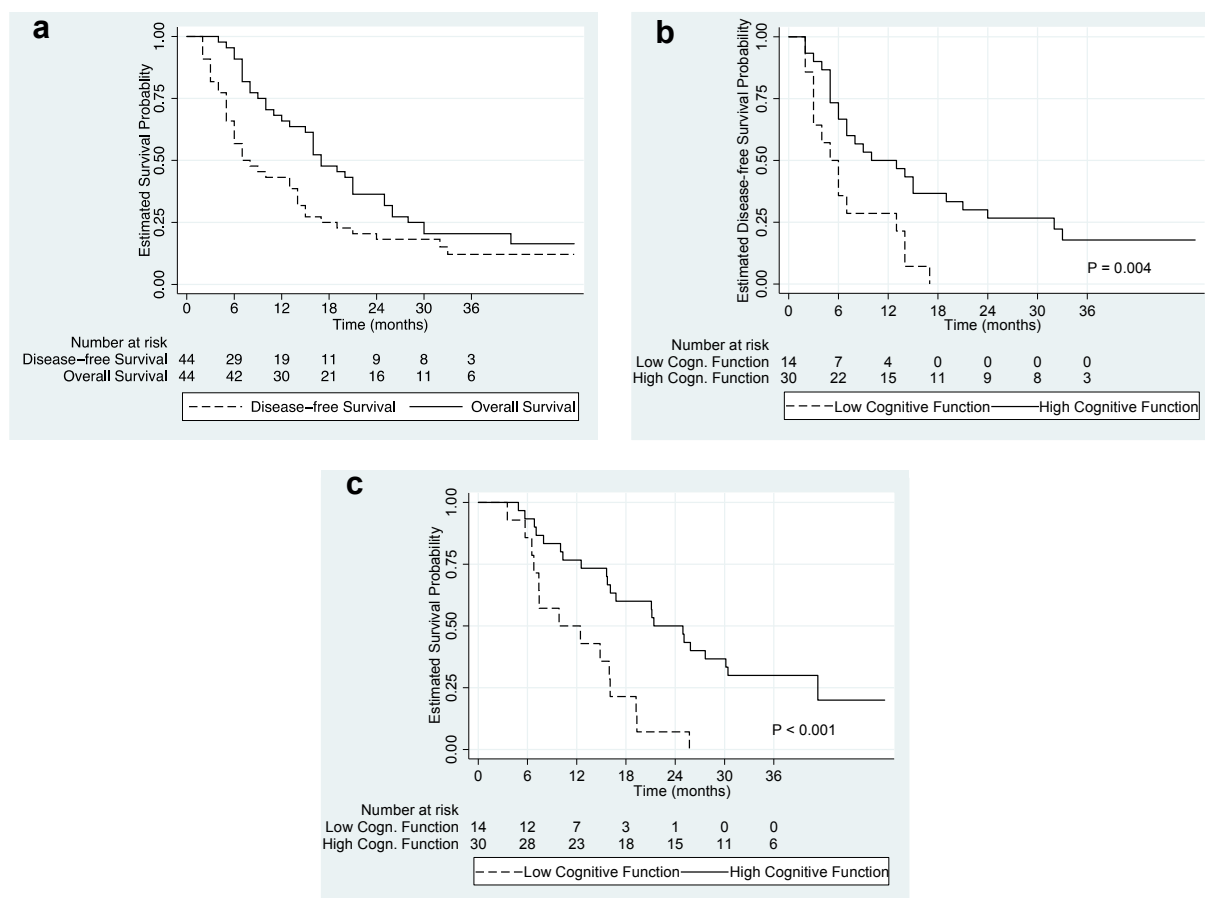 a
Estimated Survival Probablity
1.00
0.75
0.50
0.25
0.00
0 6 12 18 24 30 36
Time (months)
Number at risk
Disease–free Survival 44 29 19 11 9 8 3
Overall Survival 44 42 30 21 16 11 6
Disease–free Survival Overall Survival
b
Estimated Disease-free Survival Probability
1.00
0.75
0.50
0.25
0.00
P = 0.004
0 6 12 18 24 30 36
Time (months)
Number at risk
Low Cogn. Function 14 7 4 0 0 0 0
High Cogn. Function 30 22 15 11 9 8 3
Low Cognitive Function High Cognitive Function
c
Estimated Survival Probability
1.00
0.75
0.50
0.25
0.00
P < 0.001
0 6 12 18 24 30 36
Time (months)
Number at risk
Low Cogn. Function 14 12 7 3 1 0 0
High Cogn. Function 30 28 23 18 15 11 6
Low Cognitive Function High Cognitive Function